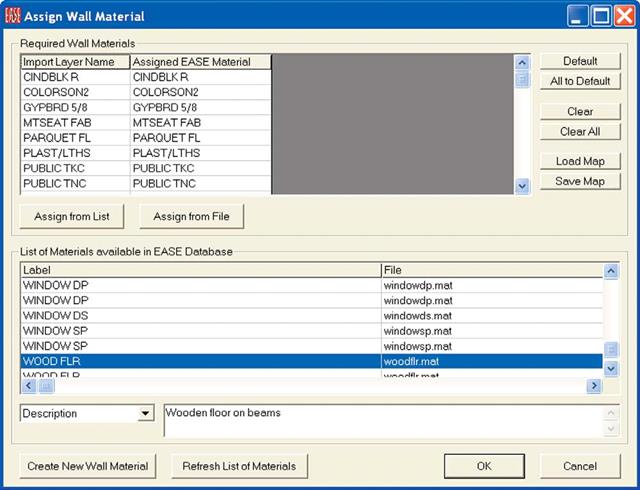 EASE Assign Wall Material
Required Wall Materials
Import Layer Name Assigned EASE Material
CINDBLK R CINDBLK R
COLORSON2 COLORSON2
GYPBRD 5/8 GYPBRD 5/8
MTSEAT FAB MTSEAT FAB
PARQUET FL PARQUET FL
PLAST/LTHS PLAST/LTHS
PUBLIC TKC PUBLIC TKC
PUBLIC TNC PUBLIC TNC
Default
All to Default
Clear
Clear All
Load Map
Save Map
Assign from List Assign from File
List of Materials available in EASE Database
Label File
WINDOW DP windowdp.mat
WINDOW DP windowdp.mat
WINDOW DS windowds.mat
WINDOW SP windowsp.mat
WINDOW SP windowsp.mat
WOOD FLR woodflr.mat
WOOD FLR woodflr.mat
Description Wooden floor on beams
Create New Wall Material Refresh List of Materials OK Cancel